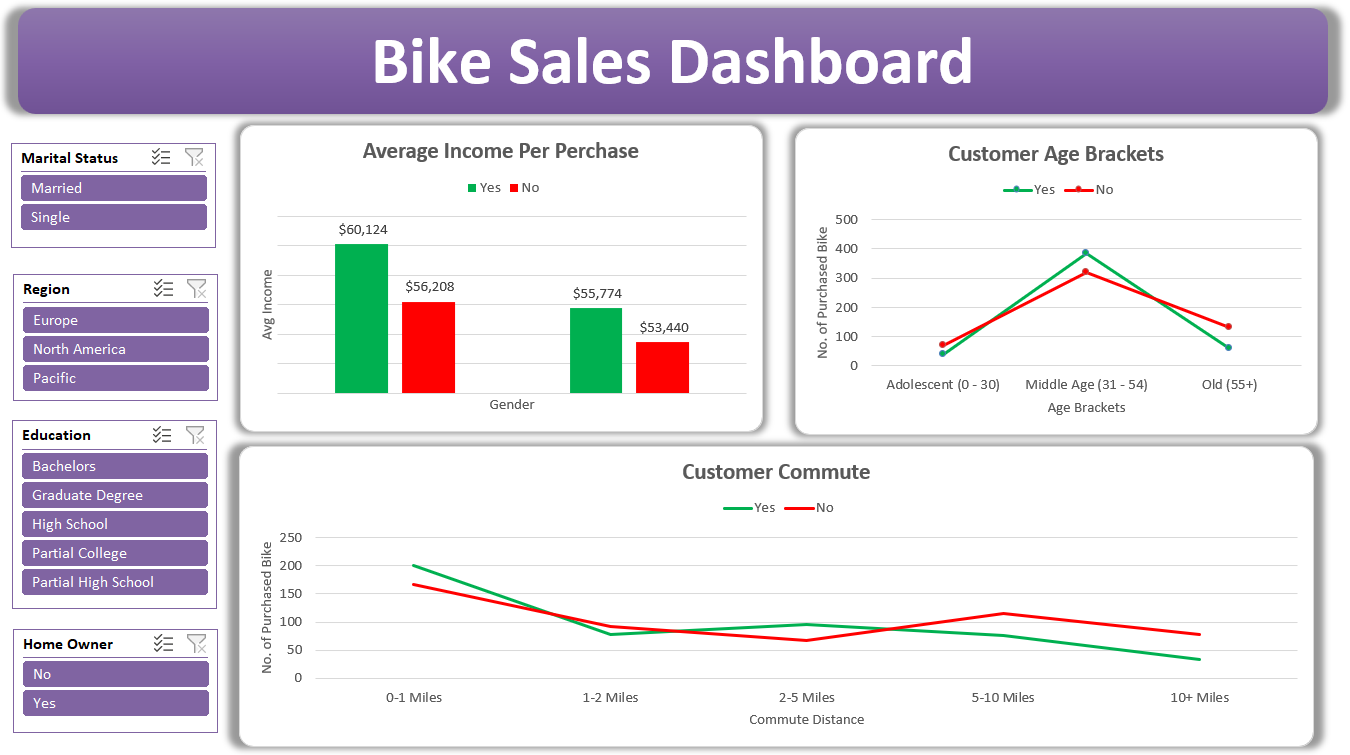 Bike Sales Dashboard
Marital Status
Married
Single
Region
Europe
North America
Pacific
Education
Bachelors
Graduate Degree
High School
Partial College
Partial High School
Home Owner
No
Yes
Average Income Per Perchase
Yes No
Avg Income
$60,124
$56,208
$55,774
$53,440
Gender
Customer Age Brackets
Yes No
No. of Purchased Bike
500
400
300
200
100
0
Adolescent (0 - 30) Middle Age (31 - 54) Old (55+)
Age Brackets
Customer Commute
Yes No
No. of Purchased Bike
250
200
150
100
50
0
0-1 Miles 1-2 Miles 2-5 Miles 5-10 Miles 10+ Miles
Commute Distance